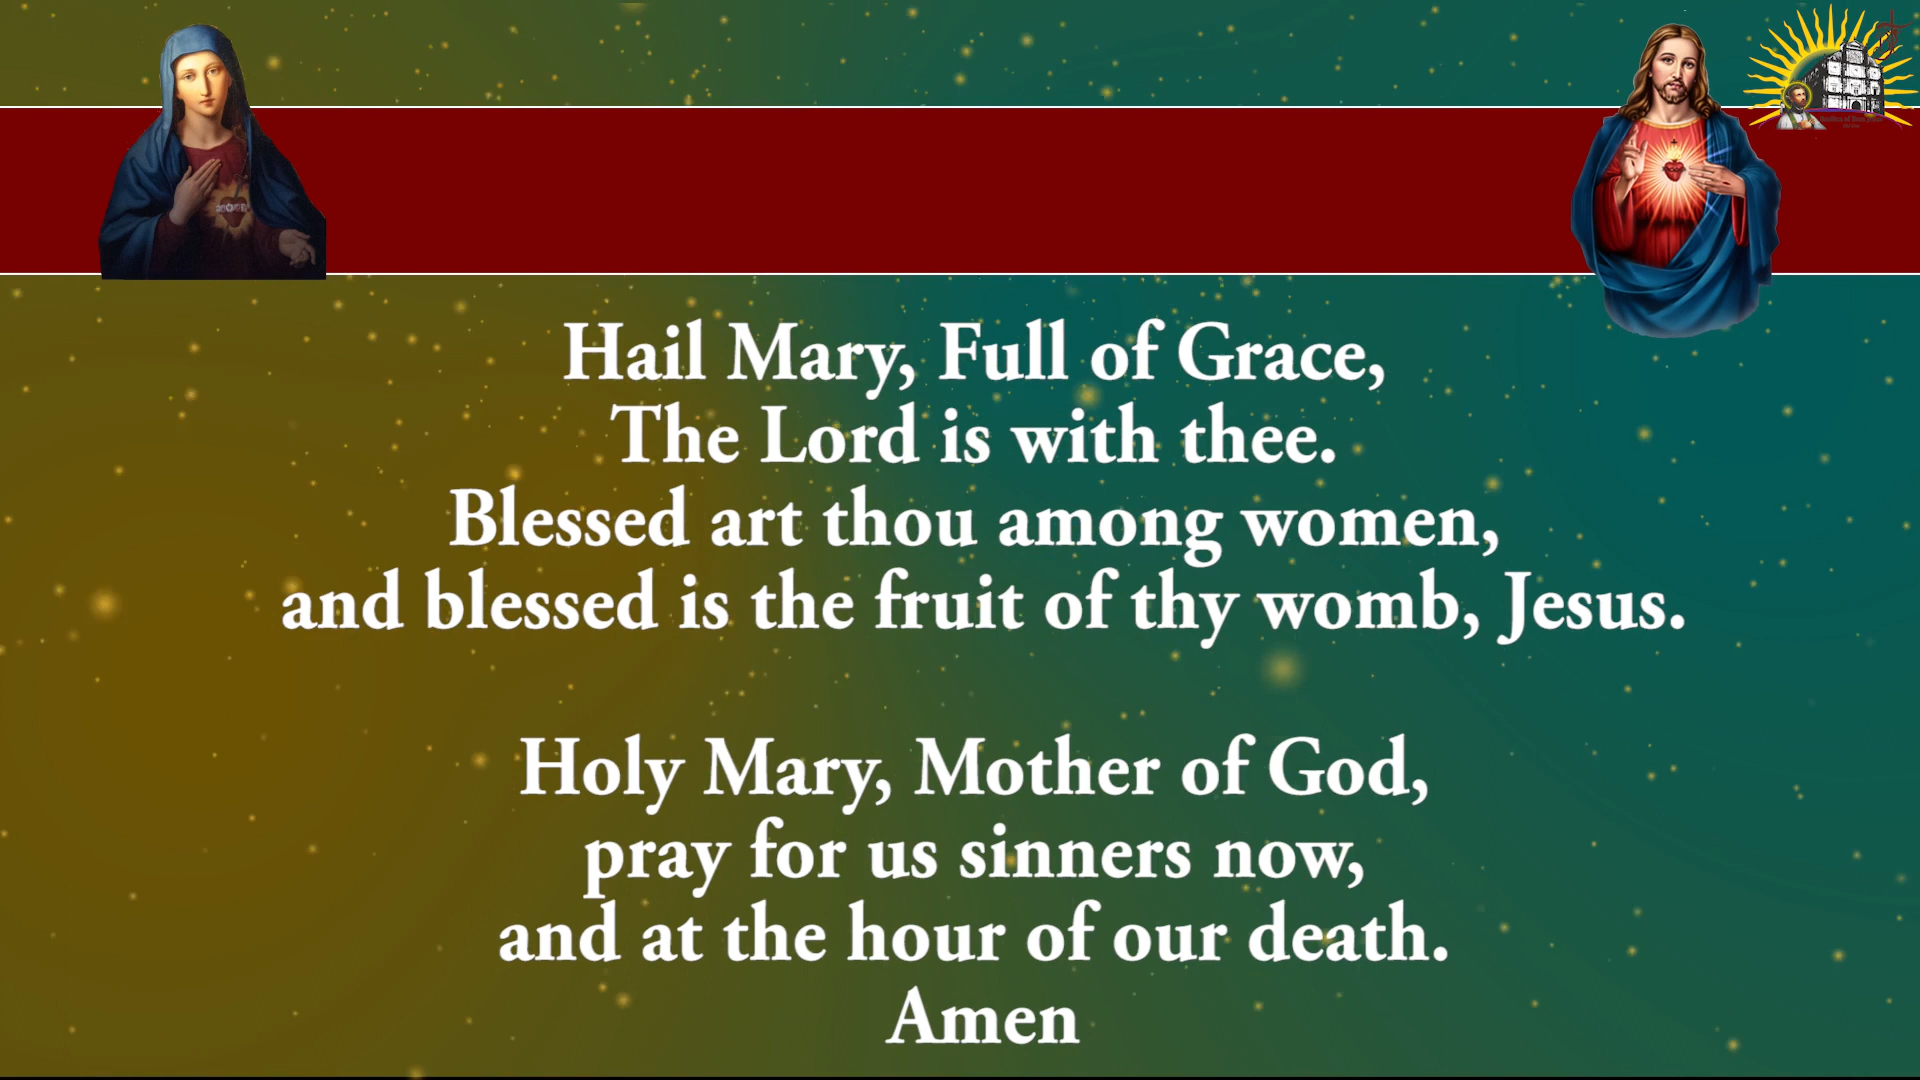 Hail Mary, Full of Grace,
The Lord is with thee.
Blessed art thou among women,
and blessed is the fruit of thy womb, Jesus.
Holy Mary, Mother of God,
pray for us sinners now,
and at the hour of our death.
Amen